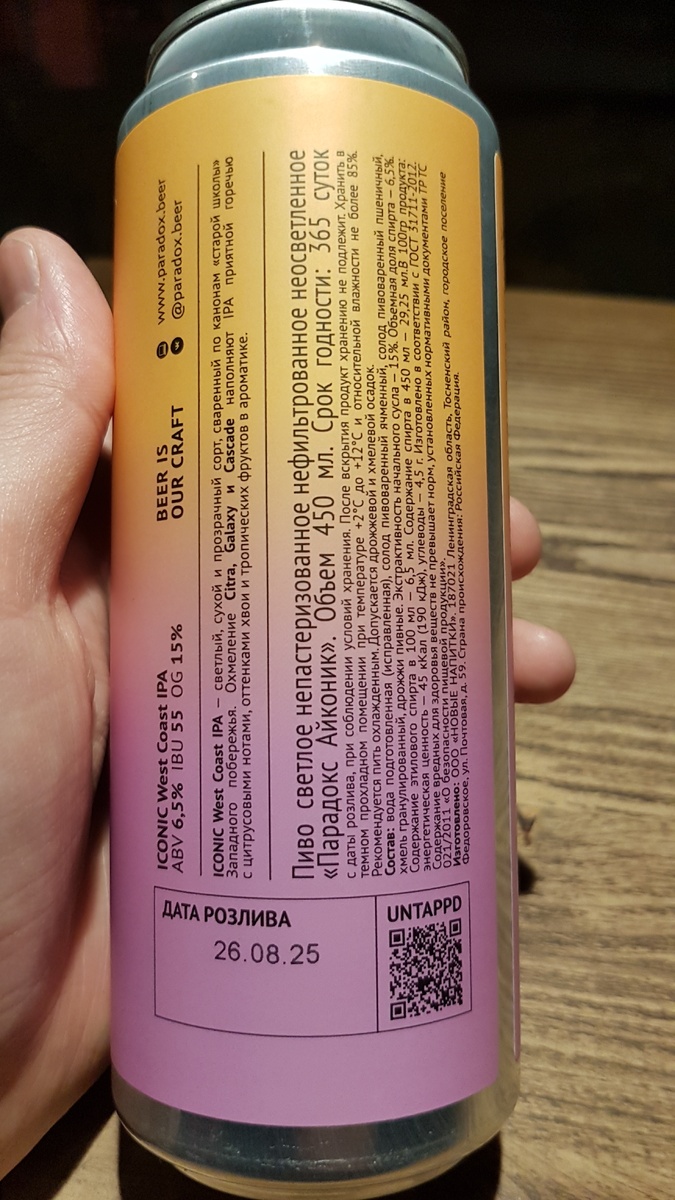 ICONIC West Coast IPA
ABV 6,5% IBU 55 OG 15%
BEER IS
OUR CRAFT
www.paradox.beer
@paradox.beer
ICONIC West Coast IPA — светлый, сухой и прозрачный сорт, сваренный по канонам «старой школы»
Западного побережья. Охмеление Citra, Galaxy и Cascade наполняют IPA приятной горечью
с цитрусовыми нотами, оттенками хвои и тропических фруктов в ароматике.
Пиво светлое непастеризованное нефильтрованное неосветленное
«Парадокс Айконик». Объем 450 мл. Срок годности: 365 суток
с даты розлива, при соблюдении условий хранения. После вскрытия продукт хранению не подлежит. Хранить в
темном прохладном помещении при температуре +2°С до +12°С и относительной влажности не более 85%.
Рекомендуется пить охлажденным. Допускается дрожжевой и хмелевой осадок.
Состав: вода подготовленная (исправленная), солод пивоваренный ячменный, солод пивоваренный пшеничный,
хмель гранулированный, дрожжи пивные. Экстрактивность начального сусла — 15%. Объемная доля спирта — 6,5%.
Содержание этилового спирта в 100 мл — 6,5 мл. Содержание спирта в 450 мл — 29,25 мл.В 100гр. продукта:
энергетическая ценность — 45 кКал (190 кДж), углеводы — 4,5 г. Изготовлено в соответствии с ГОСТ 31711-2012.
Содержание вредных для здоровья веществ не превышает норм, установленных нормативными документами ТР ТС
021/2011 «О безопасности пищевой продукции».
Изготовлено: ООО «НОВЫЕ НАПИТКИ». 187021 Ленинградская область, Тосненский район, городское поселение
Федоровское, ул. Почтовая, д. 59. Страна происхождения: Российская Федерация.
ДАТА РОЗЛИВА
26.08.25
UNTAPPD